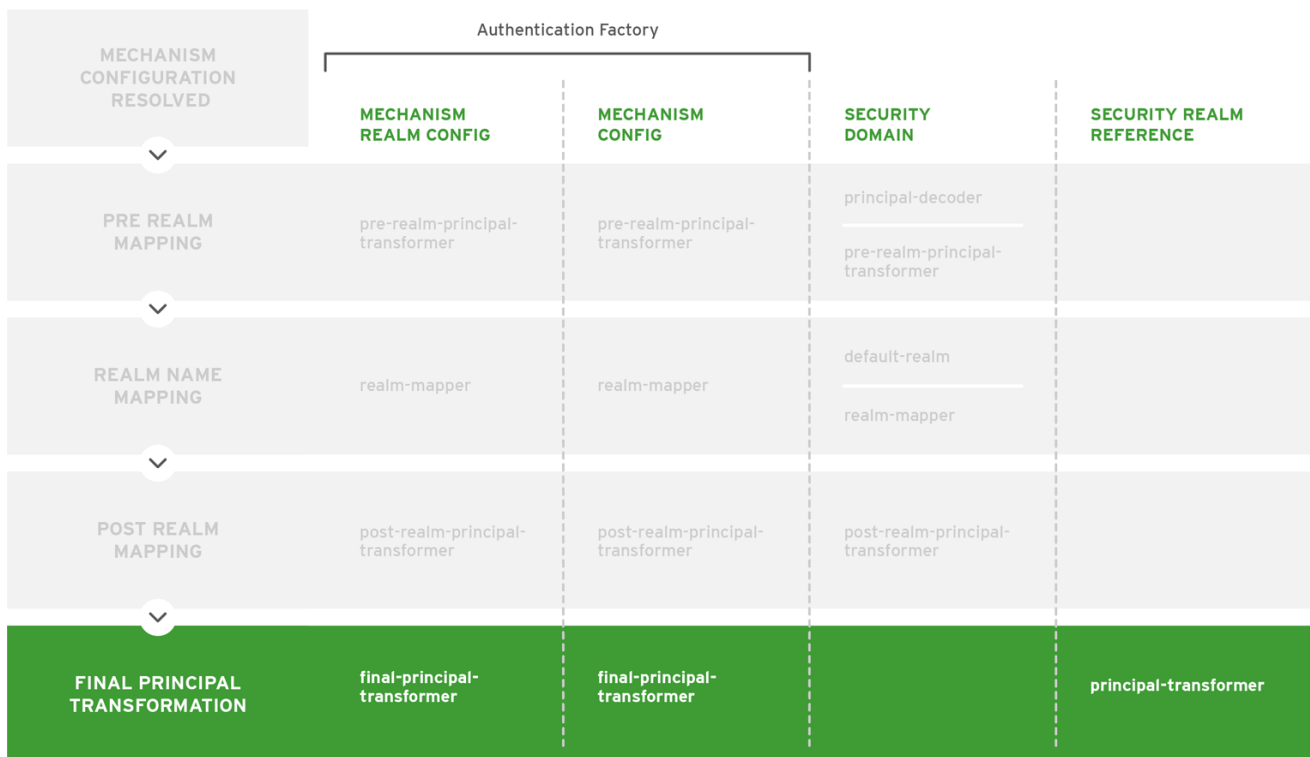 Authentication Factory
MECHANISM
CONFIGURATION
RESOLVED
MECHANISM
REALM CONFIG
MECHANISM
CONFIG
SECURITY
DOMAIN
SECURITY REALM
REFERENCE
PRE REALM
MAPPING
pre-realm-principal-
transformer
pre-realm-principal-
transformer
principal-decoder
pre-realm-principal-
transformer
REALM NAME
MAPPING
realm-mapper
realm-mapper
default-realm
realm-mapper
POST REALM
MAPPING
post-realm-principal-
transformer
post-realm-principal-
transformer
post-realm-principal-
transformer
FINAL PRINCIPAL
TRANSFORMATION
final-principal-
transformer
final-principal-
transformer
principal-transformer